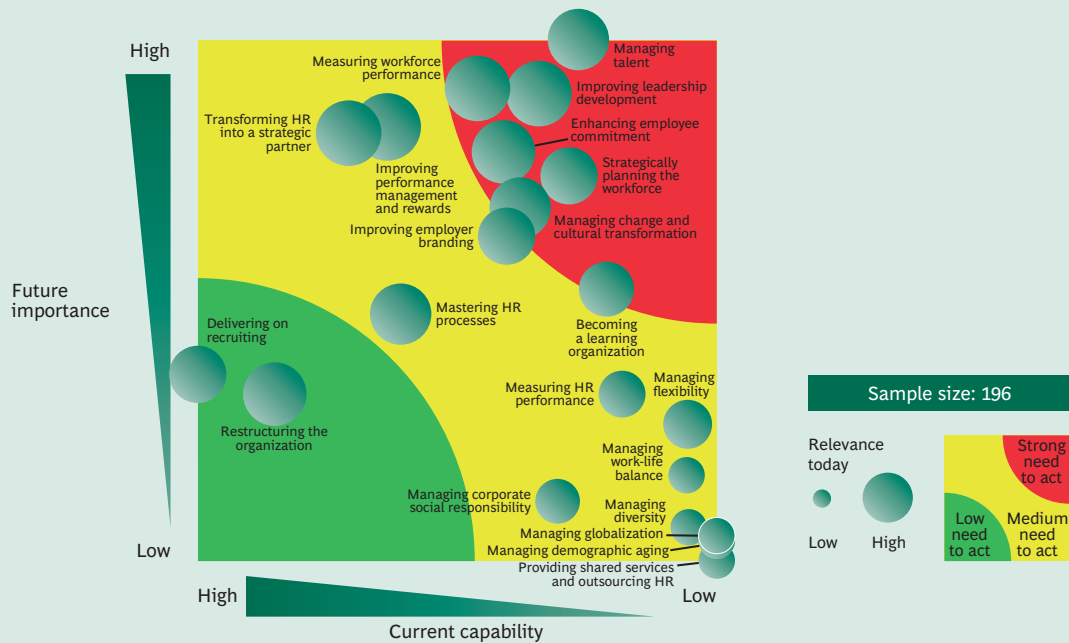 High
Future
importance
Low
Managing
talent
Measuring workforce
performance
Improving leadership
development
Transforming HR
into a strategic
partner
Enhancing employee
commitment
Improving
performance
management
and rewards
Strategically
planning the
workforce
Improving employer
branding
Managing change and
cultural transformation
Mastering HR
processes
Becoming
a learning
organization
Delivering on
recruiting
Restructuring the
organization
Measuring HR
performance
Managing
flexibility
Managing
work-life
balance
Managing corporate
social responsibility
Managing
diversity
Managing globalization
Managing demographic aging
Providing shared services
and outsourcing HR
High
Low
Current capability
Sample size: 196
Relevance
today
Low
High
Strong
need
to act
Low
need
to act
Medium
need
to act